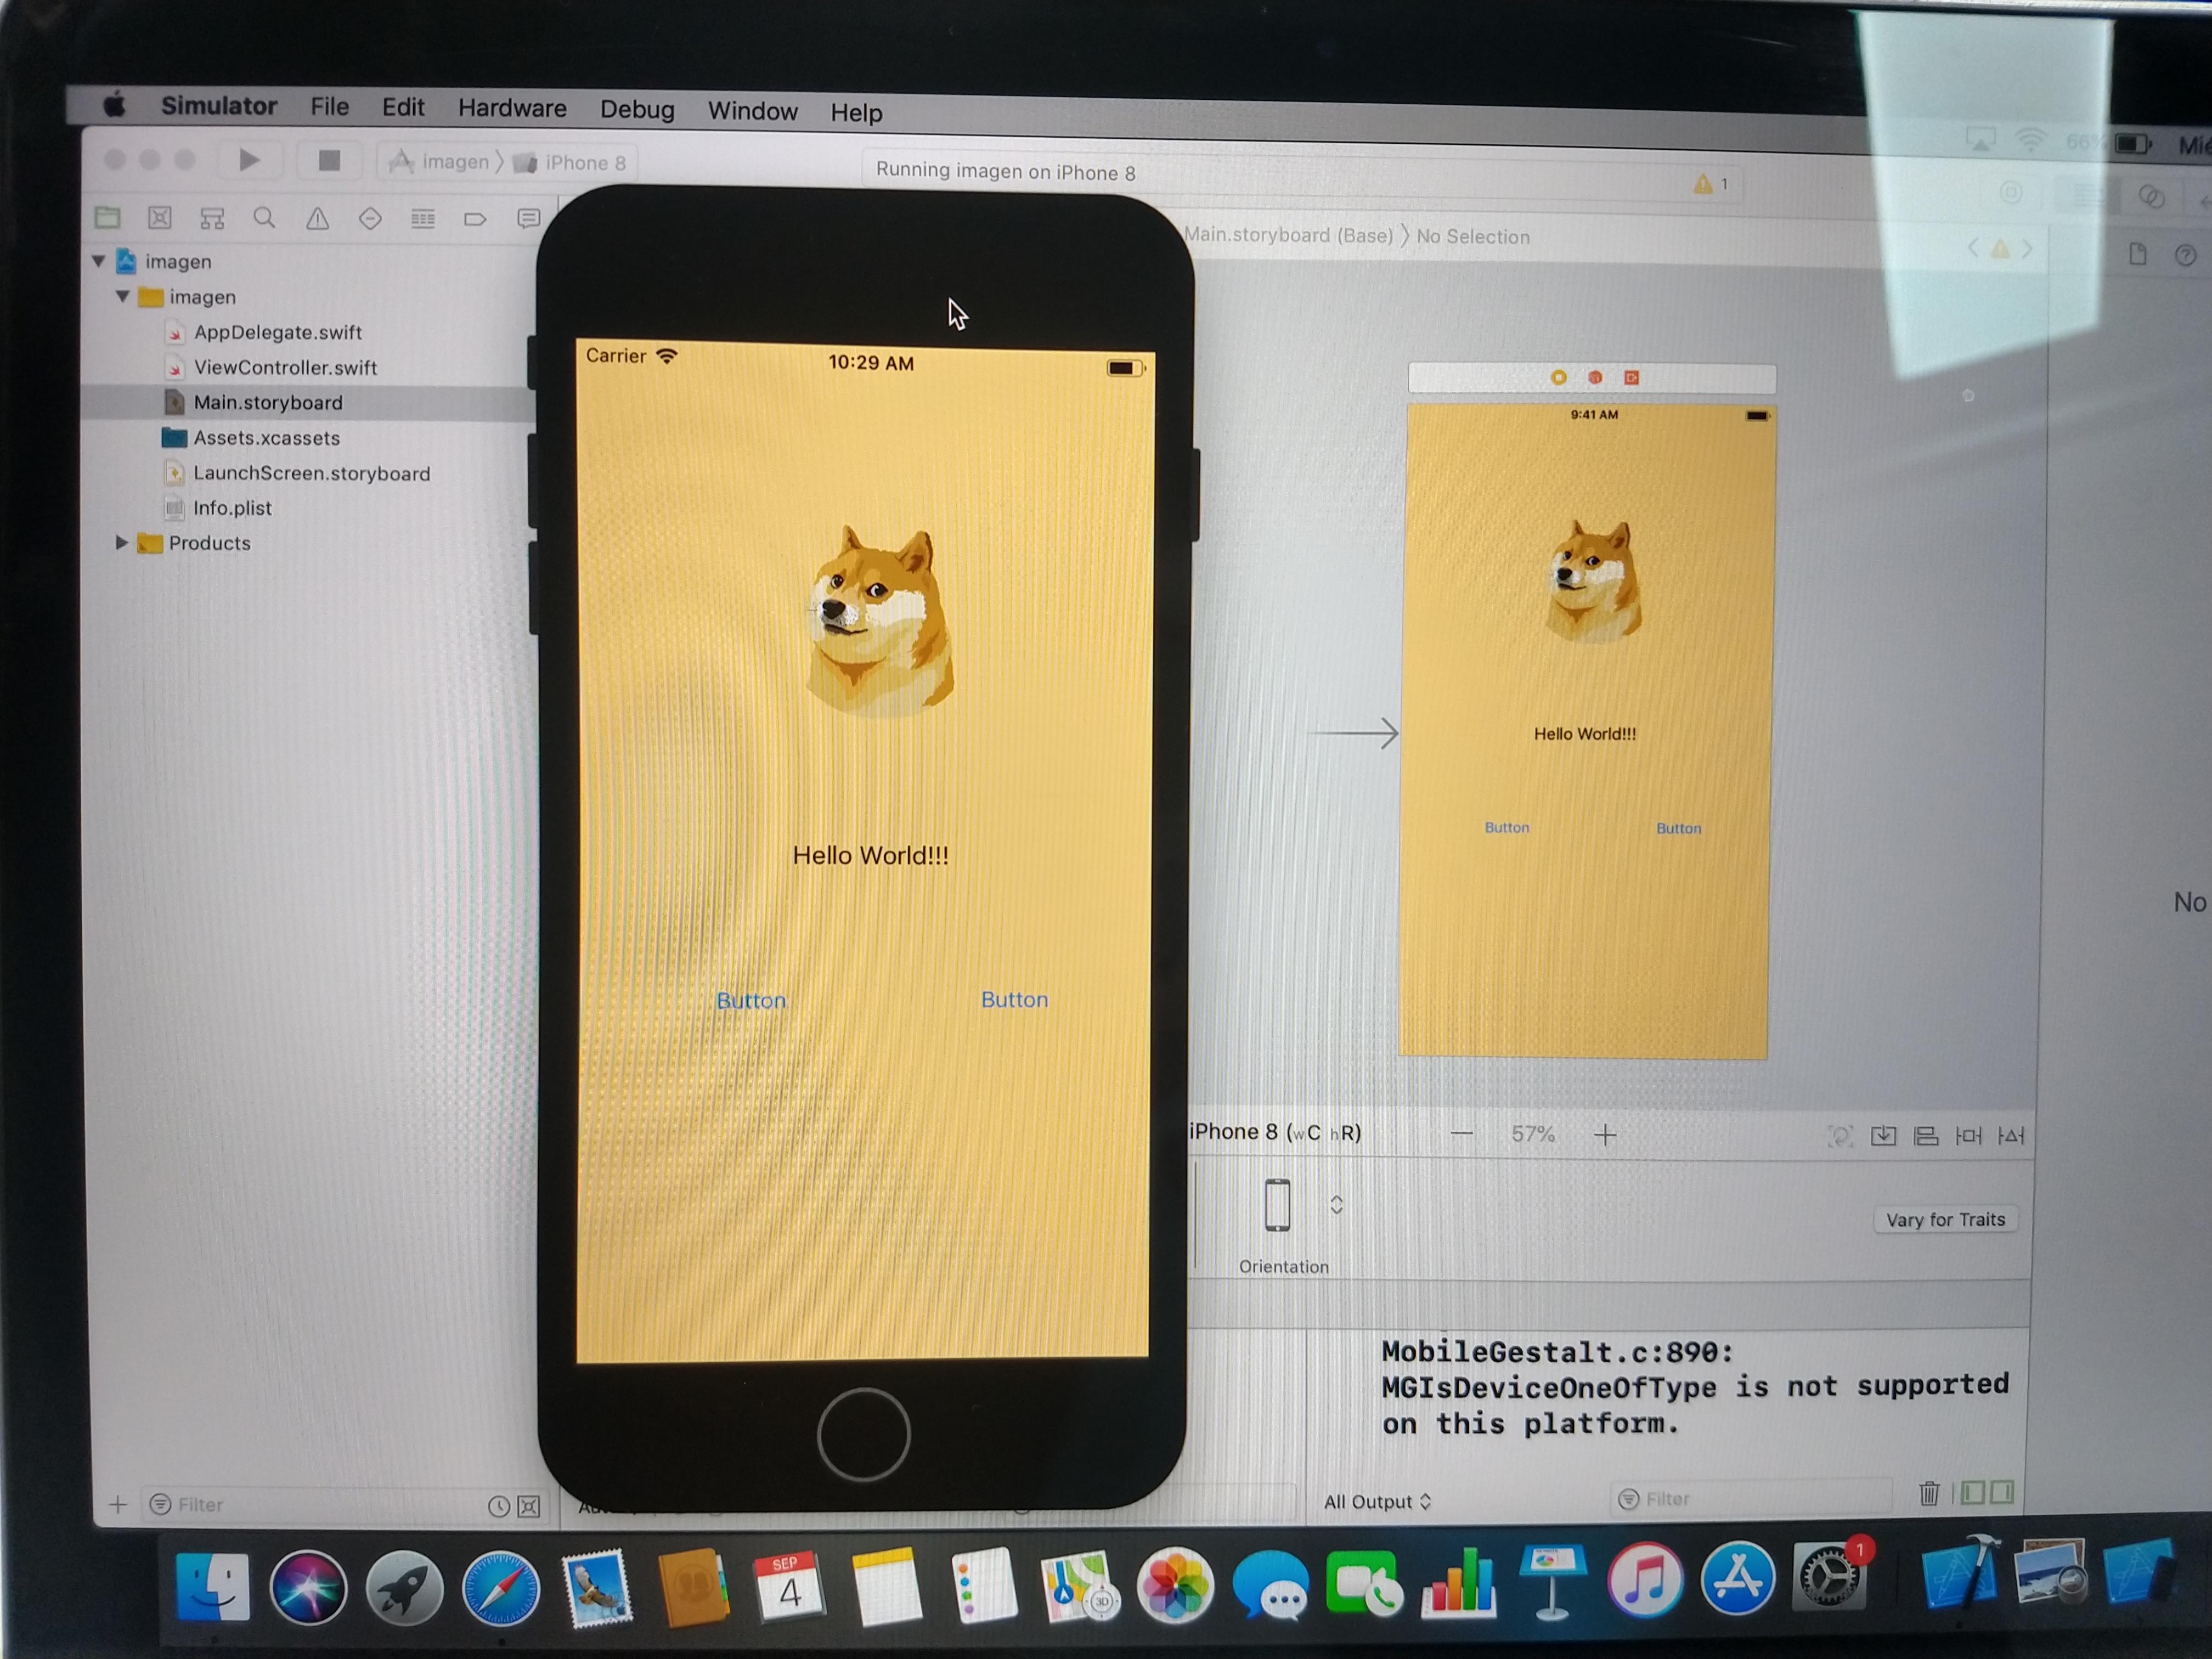 Simulator File Edit Hardware Debug Window Help
66% Mié
imagen iPhone 8
Running imagen on iPhone 8
1
Main.storyboard (Base) No Selection
imagen
imagen
AppDelegate.swift
ViewController.swift
Main.storyboard
Assets.xcassets
LaunchScreen.storyboard
Info.plist
Products
Carrier 10:29 AM
Hello World!!!
Button Button
9:41 AM
Hello World!!!
Button Button
No
iPhone 8 (wC hR)
57%
Orientation
Vary for Traits
MobileGestalt.c:890:
MGIsDeviceOneOfType is not supported
on this platform.
Filter
All Output
Filter
SEP
4
3D
1